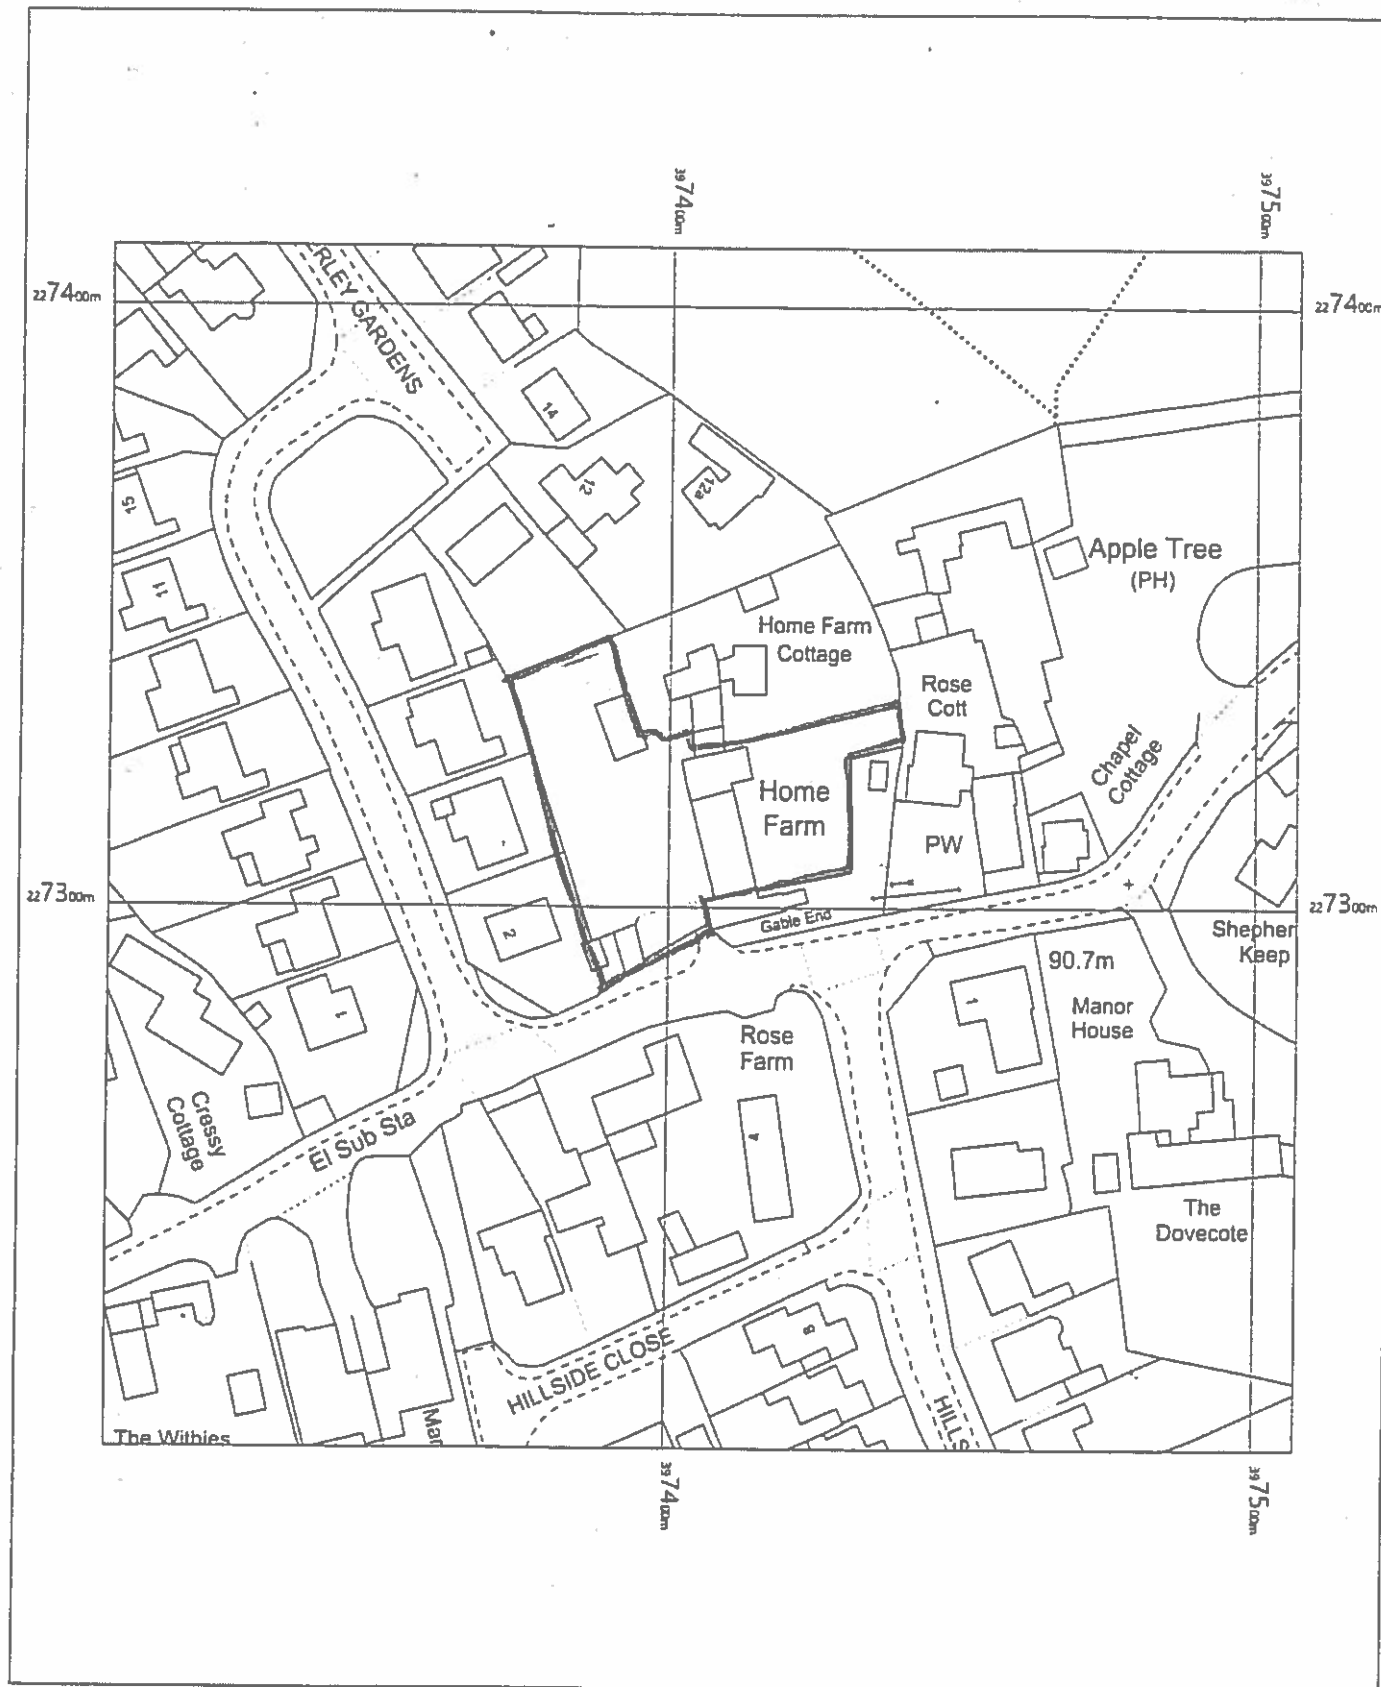 397400m
397500m
227400m
227400m
RLEY GARDENS
14
12
12a
15
11
Apple Tree
(PH)
Home Farm
Cottage
Rose
Cott
Chapel
Cottage
Home
Farm
PW
227300m
227300m
2
Gable End
Shepher
Keep
90.7m
1
1
Manor
House
Rose
Farm
Cressy
Cottage
El Sub Sta
4
The
Dovecote
HILLSIDE CLOSE
8
HILLS
Mar
The Withies
397400m
397500m